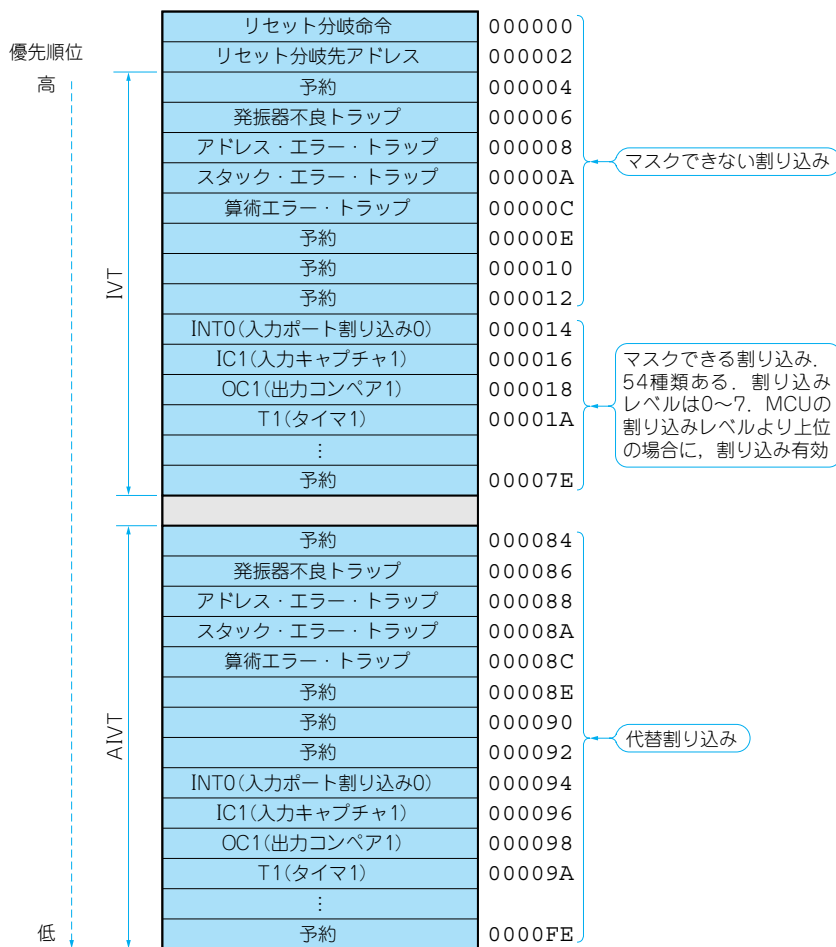 リセット分岐命令 000000
優先順位
リセット分岐先アドレス 000002
高
予約 000004
発振器不良トラップ 000006
アドレス・エラー・トラップ 000008
マスクできない割り込み
スタック・エラー・トラップ 00000A
算術エラー・トラップ 00000C
予約 00000E
IVT
予約 000010
予約 000012
INT0(入力ポート割り込み0) 000014
IC1(入力キャプチャ1) 000016
OC1(出力コンペア1) 000018
T1(タイマ1) 00001A
⋮
予約 00007E
マスクできる割り込み．
54種類ある．割り込み
レベルは0〜7．MCUの
割り込みレベルより上位
の場合に，割り込み有効
予約 000084
発振器不良トラップ 000086
アドレス・エラー・トラップ 000088
スタック・エラー・トラップ 00008A
算術エラー・トラップ 00008C
予約 00008E
AIVT
予約 000090
予約 000092
代替割り込み
INT0(入力ポート割り込み0) 000094
IC1(入力キャプチャ1) 000096
OC1(出力コンペア1) 000098
T1(タイマ1) 00009A
⋮
低
予約 0000FE